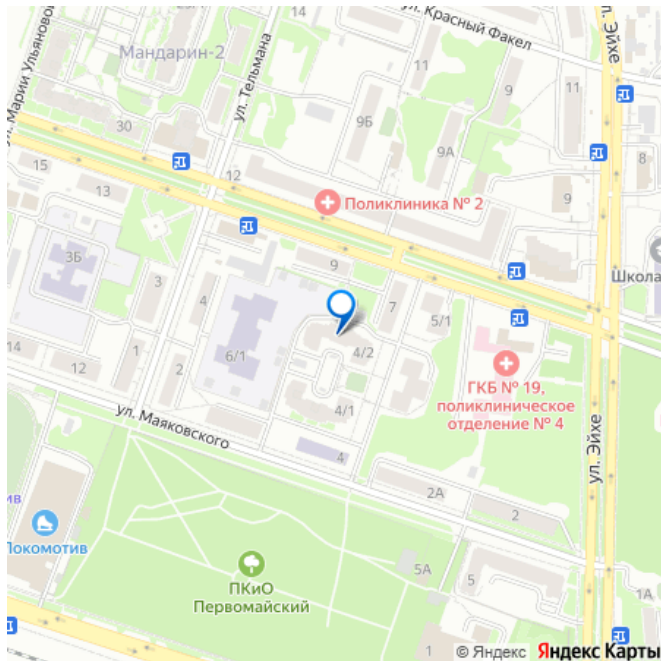 14
ул. Красный Факел
ул. Эйхе
Мандарин-2
ул. Тельмана
ул. Марии Ульяновой
11
9
11
9Б
30
9А
8
15
12
13
9
Поликлиника № 2
3Б
9
Школа
3
4
7
5/1
6/1
4/2
14
12
1
2
ГКБ № 19,
поликлиническое
отделение № 4
4/1
ул. Маяковского
4
ул. Эйхе
2А
2
Локомотив
ПКиО
Первомайский
5А
5
1А
1
© Яндекс Яндекс Карты